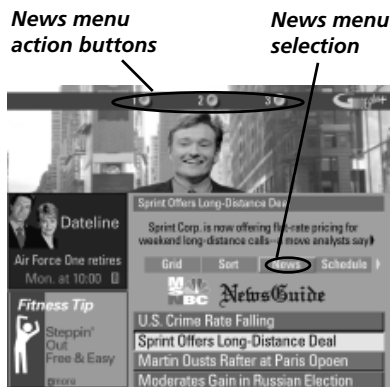 News menu
action buttons
News menu
selection
1 2 3
Sprint Offers Long-Distance Deal
Sprint Corp. is now offering flat-rate pricing for
weekend long-distance calls—a move analysts say
Dateline
Air Force One retires
Mon. at 10:00
Grid Sort News Schedule
MSNBC NewsGuide
Fitness Tip
Steppin'
Out
Free & Easy
more
U.S. Crime Rate Falling
Sprint Offers Long-Distance Deal
Martin Ousts Rafter at Paris Opoen
Moderates Gain in Russian Election